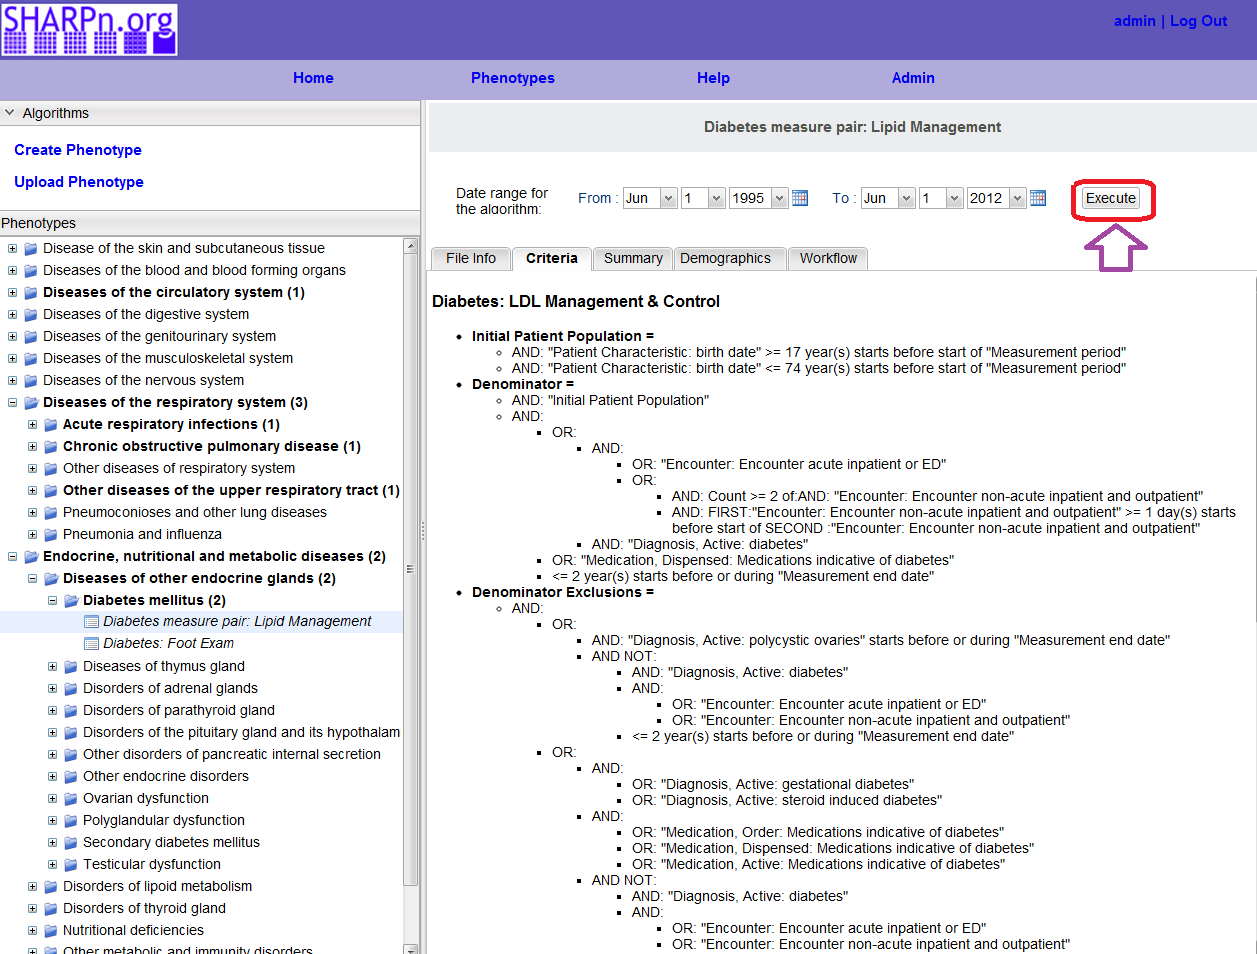 SHARPn.org
admin | Log Out
Home Phenotypes Help Admin
Algorithms
Create Phenotype
Upload Phenotype
Phenotypes
Disease of the skin and subcutaneous tissue
Diseases of the blood and blood forming organs
Diseases of the circulatory system (1)
Diseases of the digestive system
Diseases of the genitourinary system
Diseases of the musculoskeletal system
Diseases of the nervous system
Diseases of the respiratory system (3)
Acute respiratory infections (1)
Chronic obstructive pulmonary disease (1)
Other diseases of respiratory system
Other diseases of the upper respiratory tract (1)
Pneumoconioses and other lung diseases
Pneumonia and influenza
Endocrine, nutritional and metabolic diseases (2)
Diseases of other endocrine glands (2)
Diabetes mellitus (2)
Diabetes measure pair: Lipid Management
Diabetes: Foot Exam
Diseases of thymus gland
Disorders of adrenal glands
Disorders of parathyroid gland
Disorders of the pituitary gland and its hypothalam
Other disorders of pancreatic internal secretion
Other endocrine disorders
Ovarian dysfunction
Polyglandular dysfunction
Secondary diabetes mellitus
Testicular dysfunction
Disorders of lipoid metabolism
Disorders of thyroid gland
Nutritional deficiencies
Other metabolic and immunity disorders
Diabetes measure pair: Lipid Management
Date range for
the algorithm:
From : Jun 1 1995 To : Jun 1 2012 Execute
File Info Criteria Summary Demographics Workflow
Diabetes: LDL Management & Control
Initial Patient Population =
AND: "Patient Characteristic: birth date" >= 17 year(s) starts before start of "Measurement period"
AND: "Patient Characteristic: birth date" <= 74 year(s) starts before start of "Measurement period"
Denominator =
AND: "Initial Patient Population"
AND:
OR:
AND:
OR: "Encounter: Encounter acute inpatient or ED"
OR:
AND: Count >= 2 of:AND: "Encounter: Encounter non-acute inpatient and outpatient"
AND: FIRST:"Encounter: Encounter non-acute inpatient and outpatient" >= 1 day(s) starts
before start of SECOND :"Encounter: Encounter non-acute inpatient and outpatient"
AND: "Diagnosis, Active: diabetes"
OR: "Medication, Dispensed: Medications indicative of diabetes"
<= 2 year(s) starts before or during "Measurement end date"
Denominator Exclusions =
AND:
OR:
AND: "Diagnosis, Active: polycystic ovaries" starts before or during "Measurement end date"
AND NOT:
AND: "Diagnosis, Active: diabetes"
AND:
OR: "Encounter: Encounter acute inpatient or ED"
OR: "Encounter: Encounter non-acute inpatient and outpatient"
<= 2 year(s) starts before or during "Measurement end date"
OR:
AND:
OR: "Diagnosis, Active: gestational diabetes"
OR: "Diagnosis, Active: steroid induced diabetes"
AND:
OR: "Medication, Order: Medications indicative of diabetes"
OR: "Medication, Dispensed: Medications indicative of diabetes"
OR: "Medication, Active: Medications indicative of diabetes"
AND NOT:
AND: "Diagnosis, Active: diabetes"
AND:
OR: "Encounter: Encounter acute inpatient or ED"
OR: "Encounter: Encounter non-acute inpatient and outpatient"